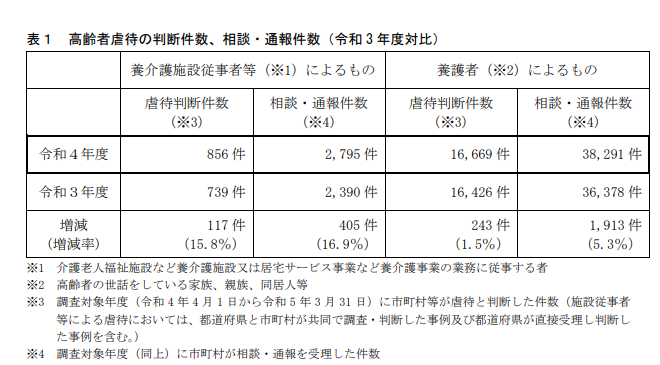 表１　高齢者虐待の判断件数、相談・通報件数（令和３年度対比）
養介護施設従事者等（※1）によるもの　養護者（※2）によるもの
虐待判断件数（※3）　相談・通報件数（※4）　虐待判断件数（※3）　相談・通報件数（※4）
令和４年度　856 件　2,795 件　16,669 件　38,291 件
令和３年度　739 件　2,390 件　16,426 件　36,378 件
増減　117 件　405 件　243 件　1,913 件
（増減率）　（15.8%）　（16.9%）　（1.5%）　（5.3%）
※1　介護老人福祉施設など養介護施設又は居宅サービス事業など養介護事業の業務に従事する者
※2　高齢者の世話をしている家族、親族、同居人等
※3　調査対象年度（令和４年４月１日から令和５年３月 31 日）に市町村等が虐待と判断した件数（施設従事者
等による虐待においては、都道府県と市町村が共同で調査・判断した事例及び都道府県が直接受理し判断し
た事例を含む。）
※4　調査対象年度（同上）に市町村が相談・通報を受理した件数